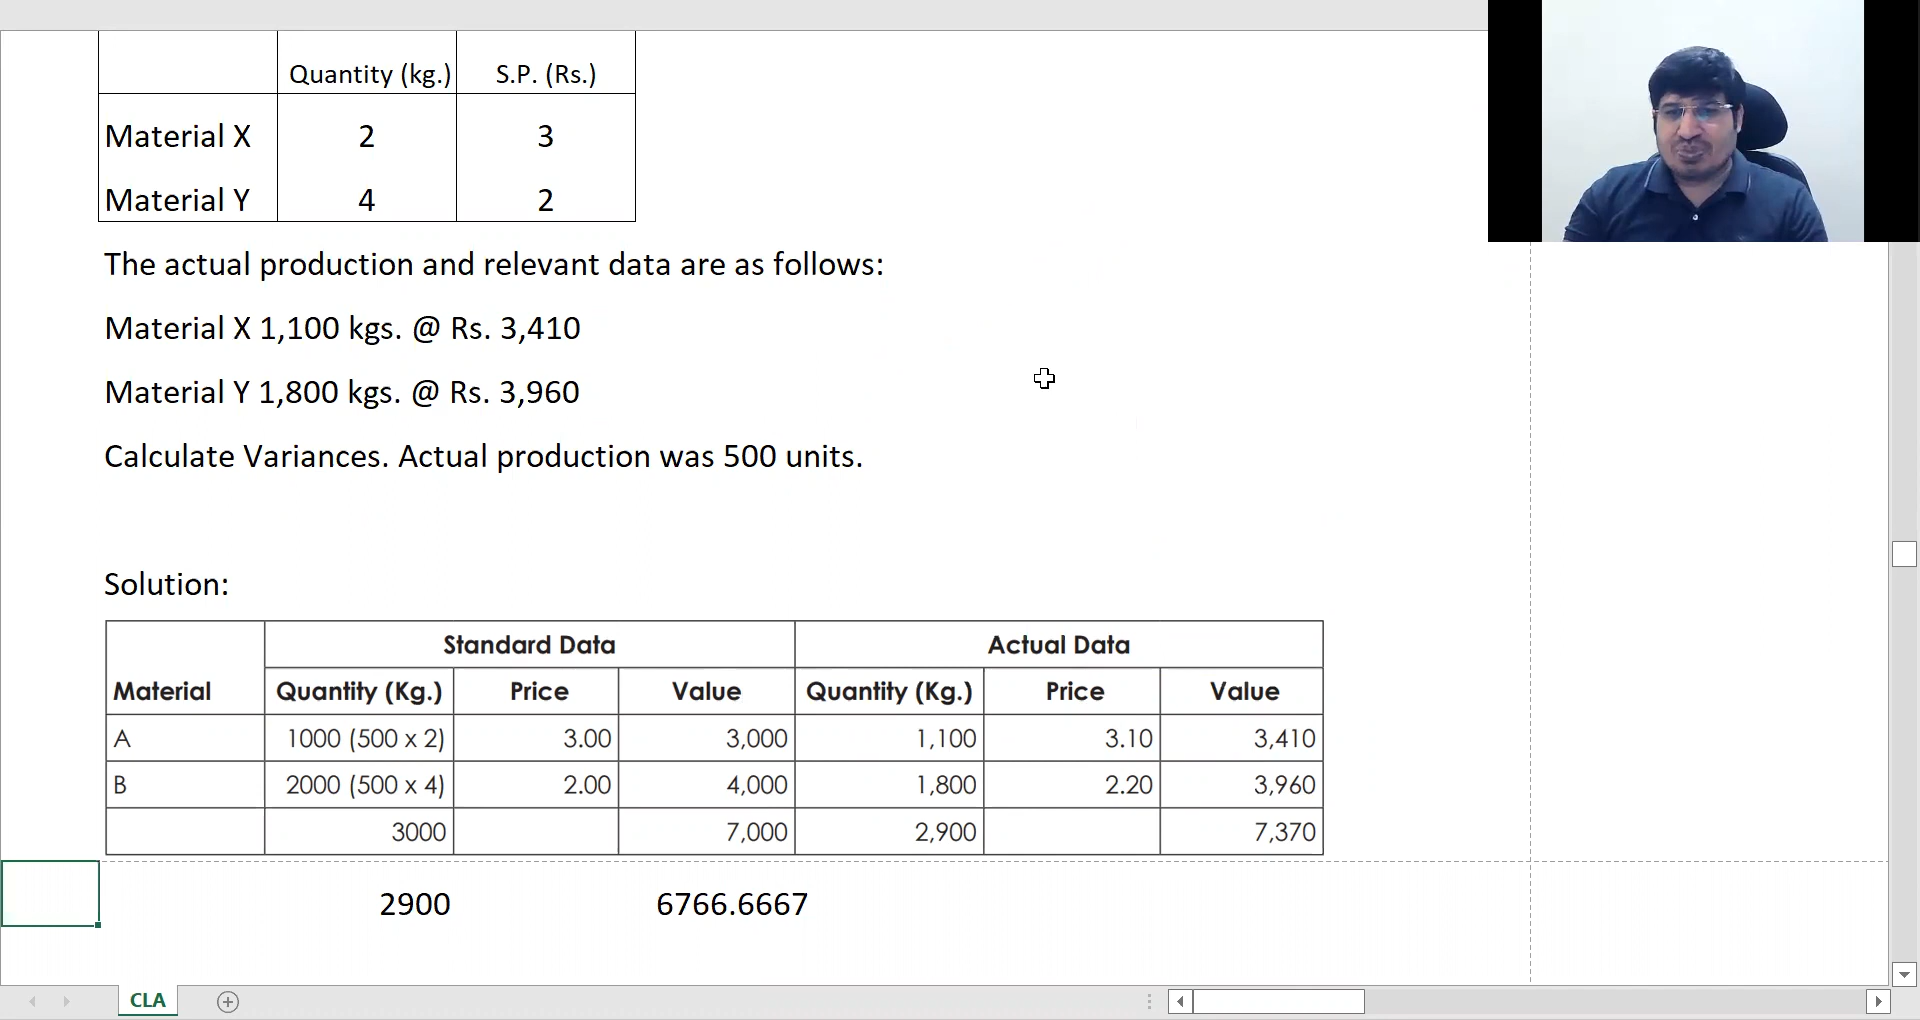 Quantity (kg.) S.P. (Rs.)
Material X 2 3
Material Y 4 2
The actual production and relevant data are as follows:
Material X 1,100 kgs. @ Rs. 3,410
Material Y 1,800 kgs. @ Rs. 3,960
Calculate Variances. Actual production was 500 units.
Solution:
Standard Data Actual Data
Material Quantity (Kg.) Price Value Quantity (Kg.) Price Value
A 1000 (500 x 2) 3.00 3,000 1,100 3.10 3,410
B 2000 (500 x 4) 2.00 4,000 1,800 2.20 3,960
3000 7,000 2,900 7,370
2900 6766.6667
CLA